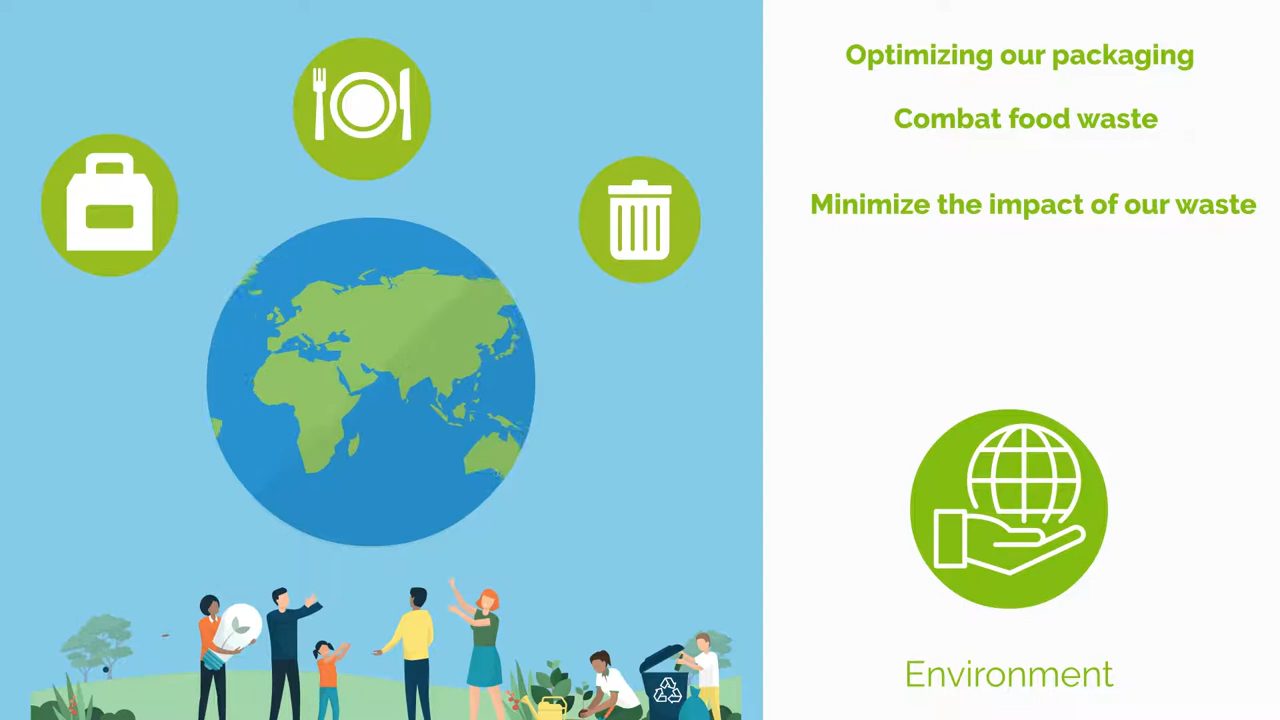 Optimizing our packaging
Combat food waste
Minimize the impact of our waste
Environment